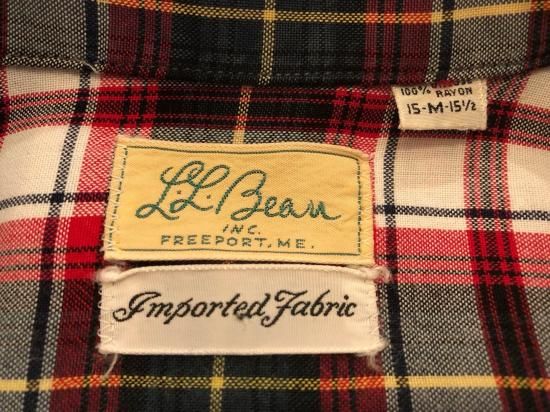 100% RAYON
15-M-15½
L.L.Bean
INC.
FREEPORT, ME.
Imported Fabric